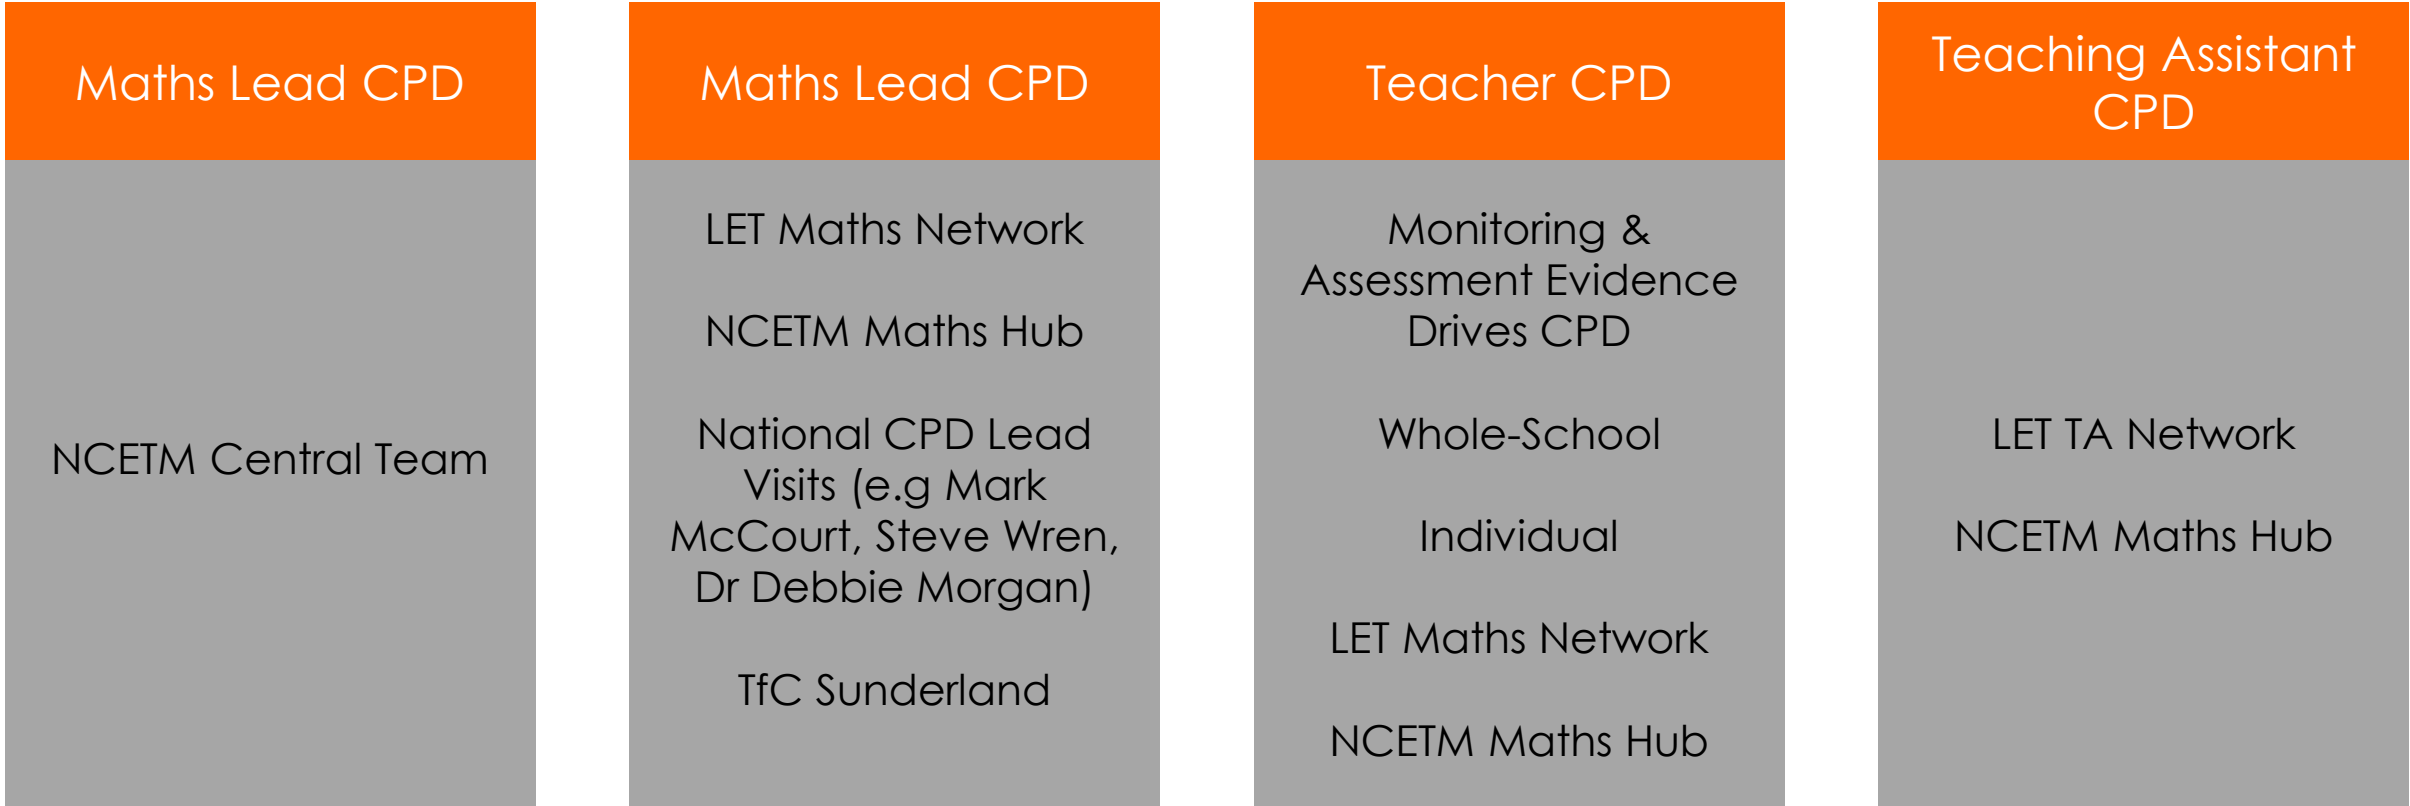 Maths Lead CPD
NCETM Central Team
Maths Lead CPD
LET Maths Network
NCETM Maths Hub
National CPD Lead
Visits (e.g Mark
McCourt, Steve Wren,
Dr Debbie Morgan)
TfC Sunderland
Teacher CPD
Monitoring &
Assessment Evidence
Drives CPD
Whole-School
Individual
LET Maths Network
NCETM Maths Hub
Teaching Assistant
CPD
LET TA Network
NCETM Maths Hub